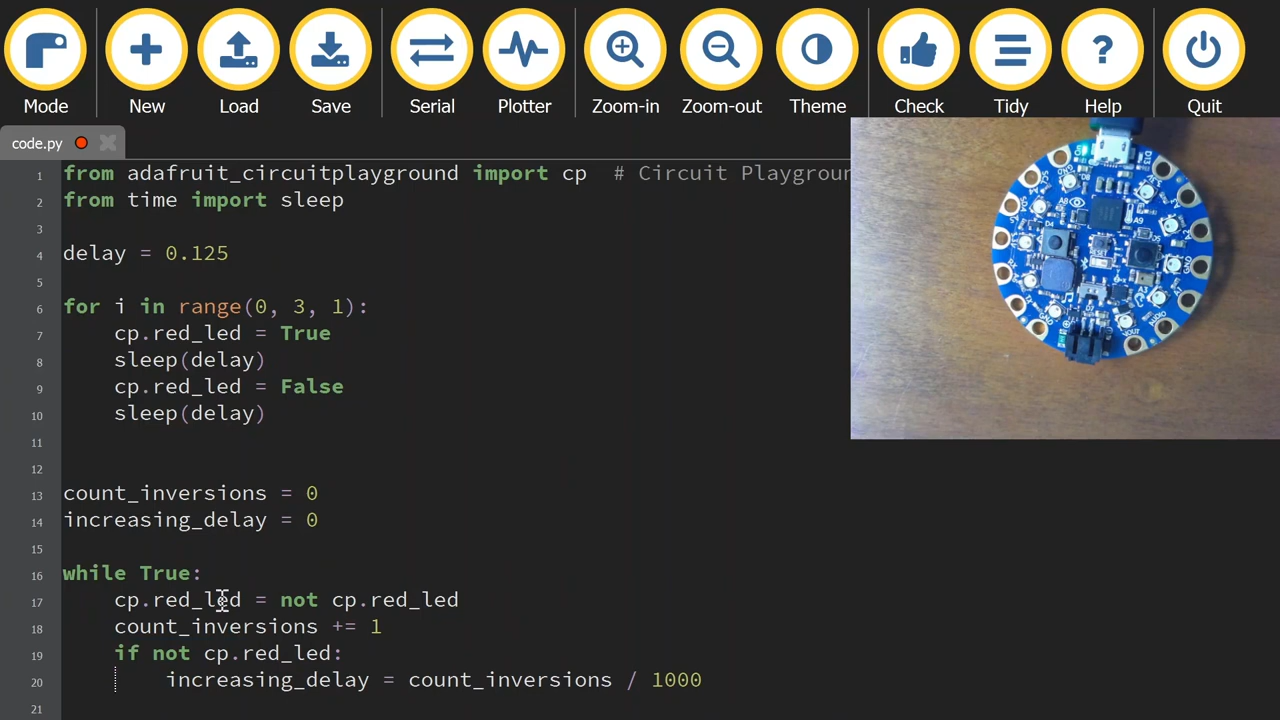 Mode New Load Save Serial Plotter Zoom-in Zoom-out Theme Check Tidy Help Quit
code.py
1 from adafruit_circuitplayground import cp # Circuit Playgroun
2 from time import sleep
3
4 delay = 0.125
5
6 for i in range(0, 3, 1):
7 cp.red_led = True
8 sleep(delay)
9 cp.red_led = False
10 sleep(delay)
11
12
13 count_inversions = 0
14 increasing_delay = 0
15
16 while True:
17 cp.red_led = not cp.red_led
18 count_inversions += 1
19 if not cp.red_led:
20 increasing_delay = count_inversions / 1000
21